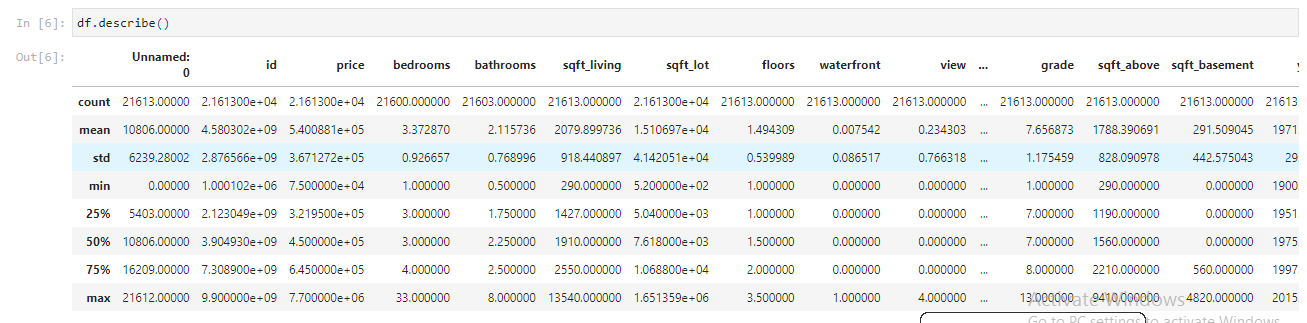 In [6]: df.describe()
Out[6]:
Unnamed: 0 id price bedrooms bathrooms sqft_living sqft_lot floors waterfront view ... grade sqft_above sqft_basement
count 21613.00000 2.161300e+04 2.161300e+04 21600.000000 21603.000000 21613.000000 2.161300e+04 21613.000000 21613.000000 21613.000000 ... 21613.000000 21613.000000 21613.000000 21613
mean 10806.00000 4.580302e+09 5.400881e+05 3.372870 2.115736 2079.899736 1.510697e+04 1.494309 0.007542 0.234303 ... 7.656873 1788.390691 291.509045 1971
std 6239.28002 2.876566e+09 3.671272e+05 0.926657 0.768996 918.440897 4.142051e+04 0.539989 0.086517 0.766318 ... 1.175459 828.090978 442.575043 29
min 0.00000 1.000102e+06 7.500000e+04 1.000000 0.500000 290.000000 5.200000e+02 1.000000 0.000000 0.000000 ... 1.000000 290.000000 0.000000 1900
25% 5403.00000 2.123049e+09 3.219500e+05 3.000000 1.750000 1427.000000 5.040000e+03 1.000000 0.000000 0.000000 ... 7.000000 1190.000000 0.000000 1951
50% 10806.00000 3.904930e+09 4.500000e+05 3.000000 2.250000 1910.000000 7.618000e+03 1.500000 0.000000 0.000000 ... 7.000000 1560.000000 0.000000 1975
75% 16209.00000 7.308900e+09 6.450000e+05 4.000000 2.500000 2550.000000 1.068800e+04 2.000000 0.000000 0.000000 ... 8.000000 2210.000000 560.000000 1997
max 21612.00000 9.900000e+09 7.700000e+06 33.000000 8.000000 13540.000000 1.651359e+06 3.500000 1.000000 4.000000 ... 13.000000 9410.000000 4820.000000 2015
Activate Windows
Go to PC settings to activate Windows.